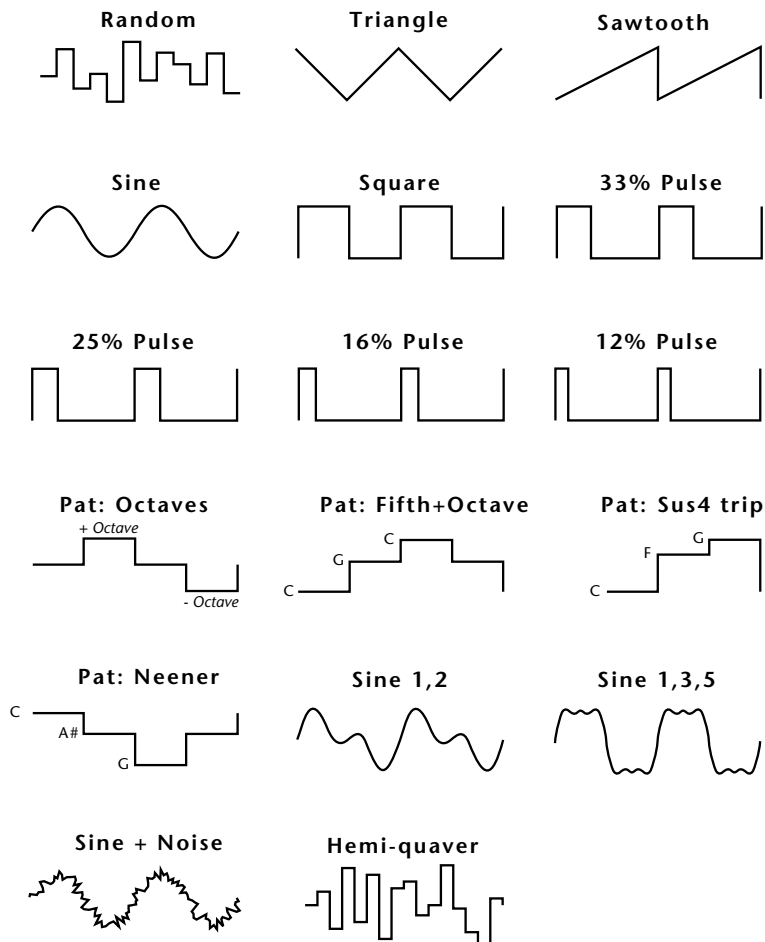 Random
Triangle
Sawtooth
Sine
Square
33% Pulse
25% Pulse
16% Pulse
12% Pulse
Pat: Octaves
+ Octave
- Octave
Pat: Fifth+Octave
C
G
C
Pat: Sus4 trip
G
F
C
Pat: Neener
C
A#
G
Sine 1,2
Sine 1,3,5
Sine + Noise
Hemi-quaver